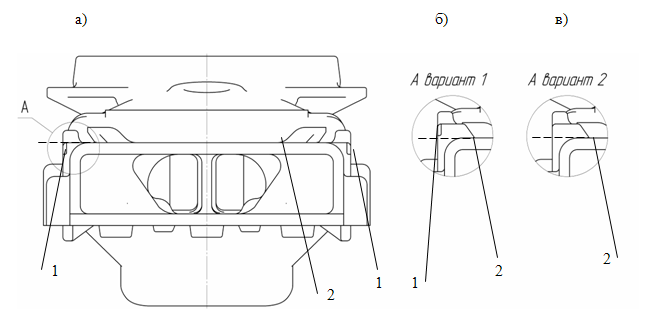 а) б) в)
А вариант 1 А вариант 2
А
1 2 1 1 2 2